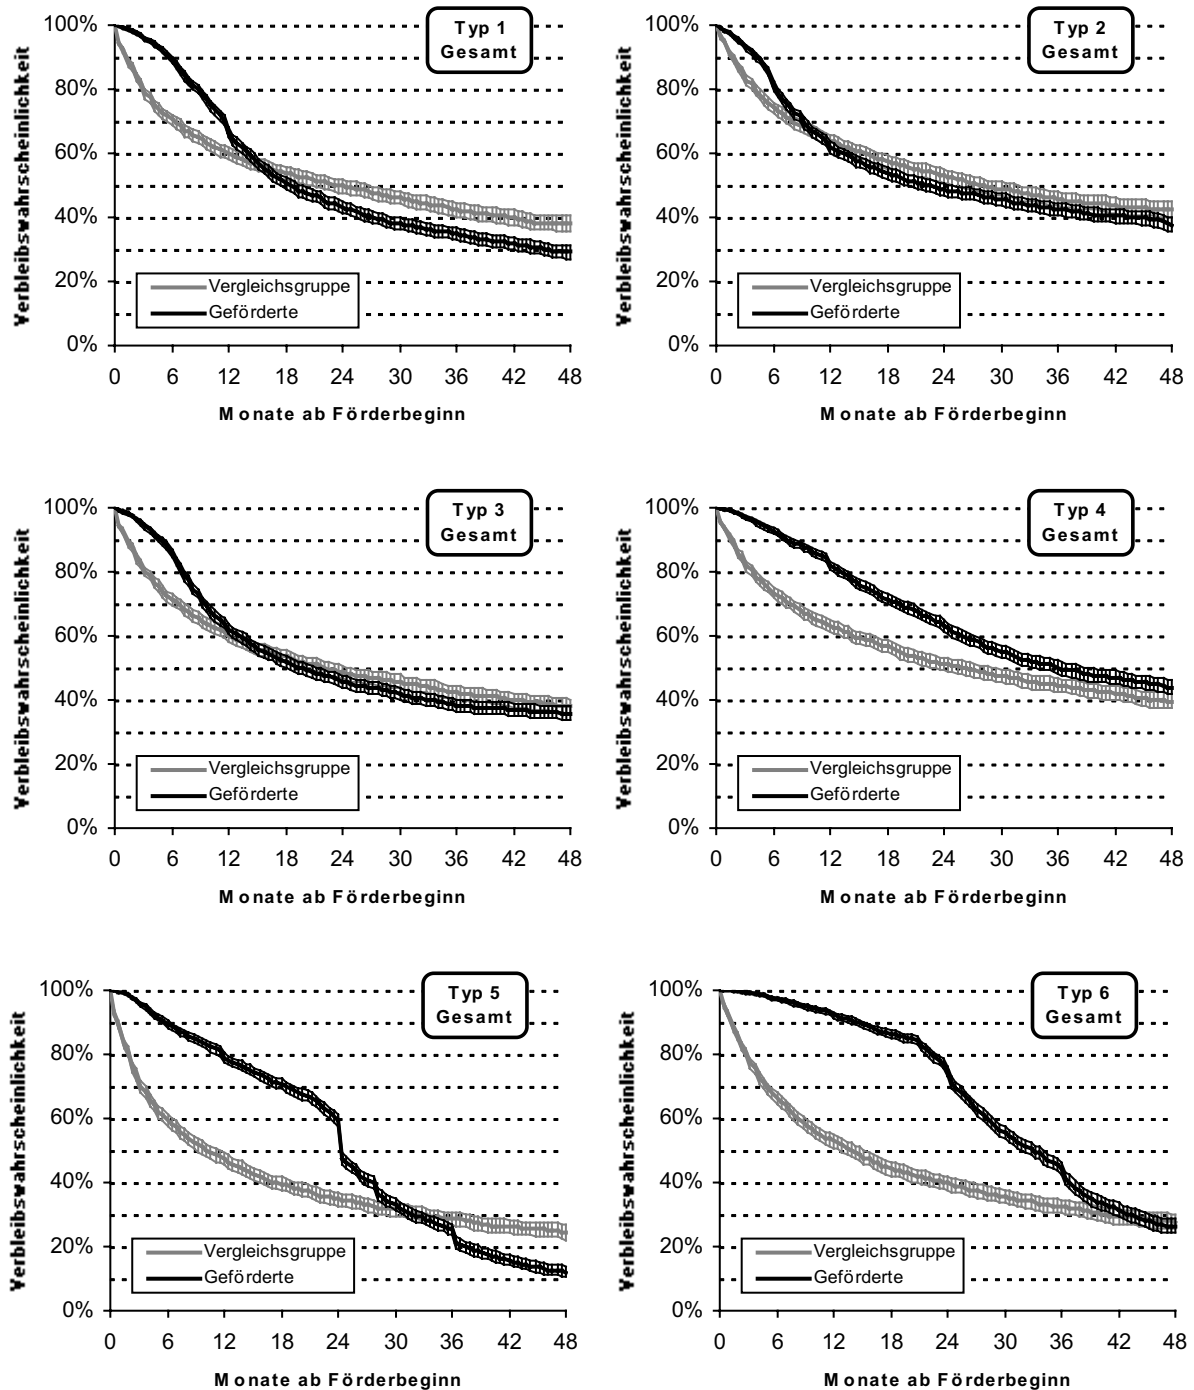 Typ 1
Gesamt
Verbleibswahrscheinlichkeit
100%
80%
60%
40%
20%
0%
Vergleichsgruppe
Geförderte
0 6 12 18 24 30 36 42 48
Monate ab Förderbeginn
Typ 2
Gesamt
Verbleibswahrscheinlichkeit
100%
80%
60%
40%
20%
0%
Vergleichsgruppe
Geförderte
0 6 12 18 24 30 36 42 48
Monate ab Förderbeginn
Typ 3
Gesamt
Verbleibswahrscheinlichkeit
100%
80%
60%
40%
20%
0%
Vergleichsgruppe
Geförderte
0 6 12 18 24 30 36 42 48
Monate ab Förderbeginn
Typ 4
Gesamt
Verbleibswahrscheinlichkeit
100%
80%
60%
40%
20%
0%
Vergleichsgruppe
Geförderte
0 6 12 18 24 30 36 42 48
Monate ab Förderbeginn
Typ 5
Gesamt
Verbleibswahrscheinlichkeit
100%
80%
60%
40%
20%
0%
Vergleichsgruppe
Geförderte
0 6 12 18 24 30 36 42 48
Monate ab Förderbeginn
Typ 6
Gesamt
Verbleibswahrscheinlichkeit
100%
80%
60%
40%
20%
0%
Vergleichsgruppe
Geförderte
0 6 12 18 24 30 36 42 48
Monate ab Förderbeginn